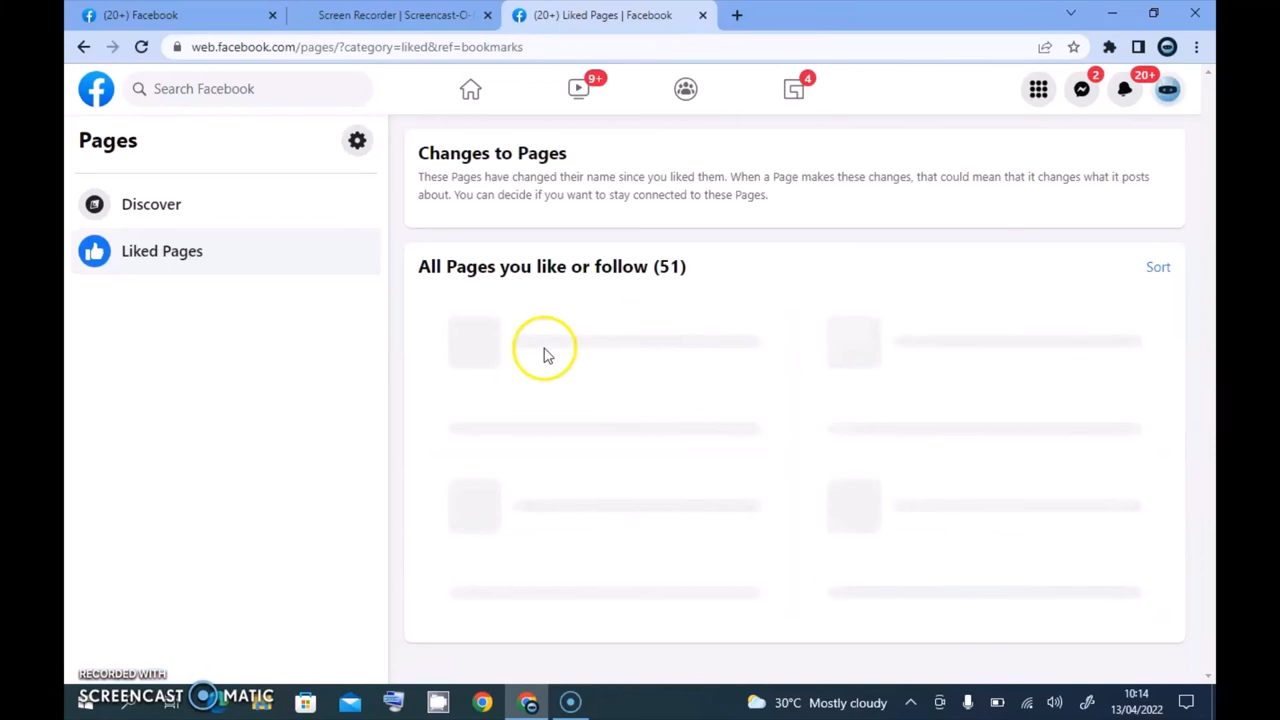 (20+) Facebook
Screen Recorder | Screencast-O-
(20+) Liked Pages | Facebook
web.facebook.com/pages/?category=liked&ref=bookmarks
Search Facebook
9+
4
2
20+
Pages
Discover
Liked Pages
Changes to Pages
These Pages have changed their name since you liked them. When a Page makes these changes, that could mean that it changes what it posts
about. You can decide if you want to stay connected to these Pages.
All Pages you like or follow (51)
Sort
RECORDED WITH
SCREENCAST MATIC
30°C Mostly cloudy
10:14
13/04/2022